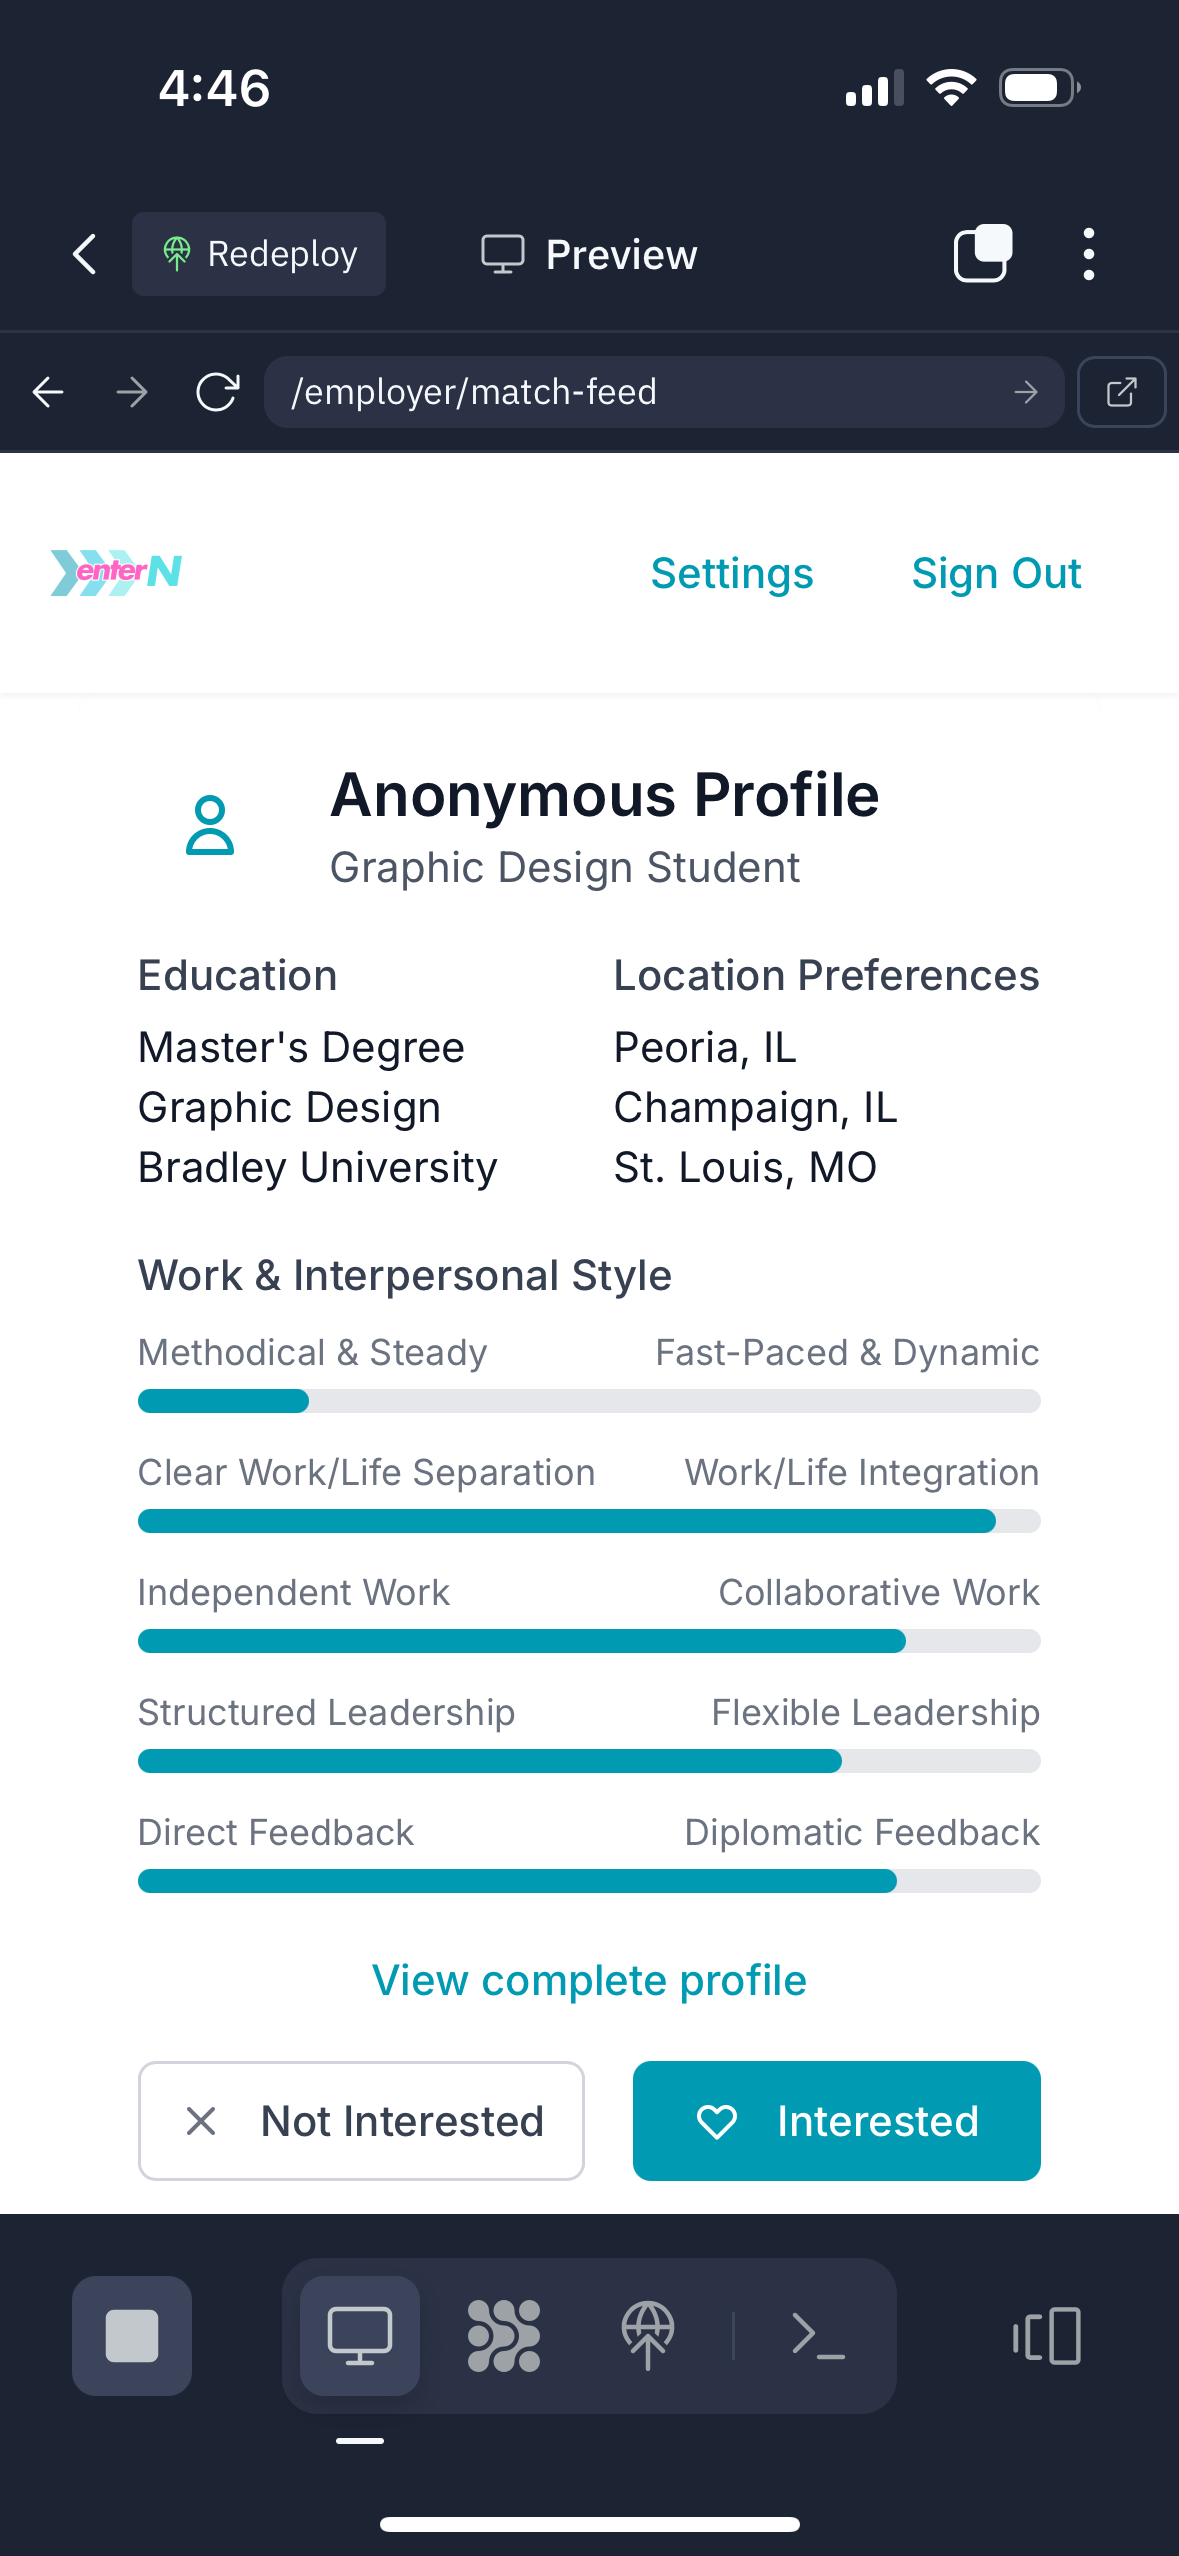 4:46
Redeploy
Preview
/employer/match-feed
enterN
Settings
Sign Out
Anonymous Profile
Graphic Design Student
Education
Master's Degree
Graphic Design
Bradley University
Location Preferences
Peoria, IL
Champaign, IL
St. Louis, MO
Work & Interpersonal Style
Methodical & Steady
Fast-Paced & Dynamic
Clear Work/Life Separation
Work/Life Integration
Independent Work
Collaborative Work
Structured Leadership
Flexible Leadership
Direct Feedback
Diplomatic Feedback
View complete profile
Not Interested
Interested